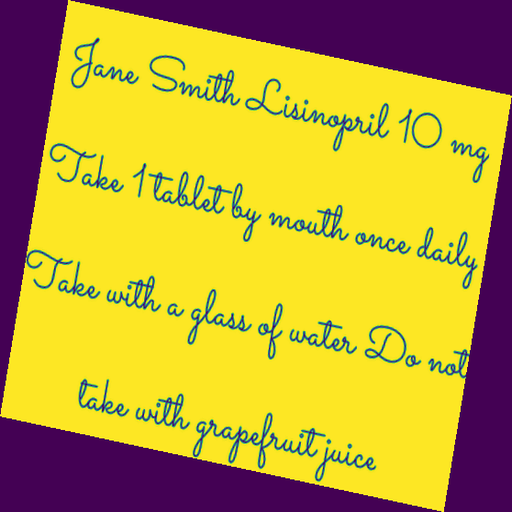 Jane Smith Lisinopril 10 mg
Take 1 tablet by mouth once daily
Take with a glass of water Do not
take with grapefruit juice